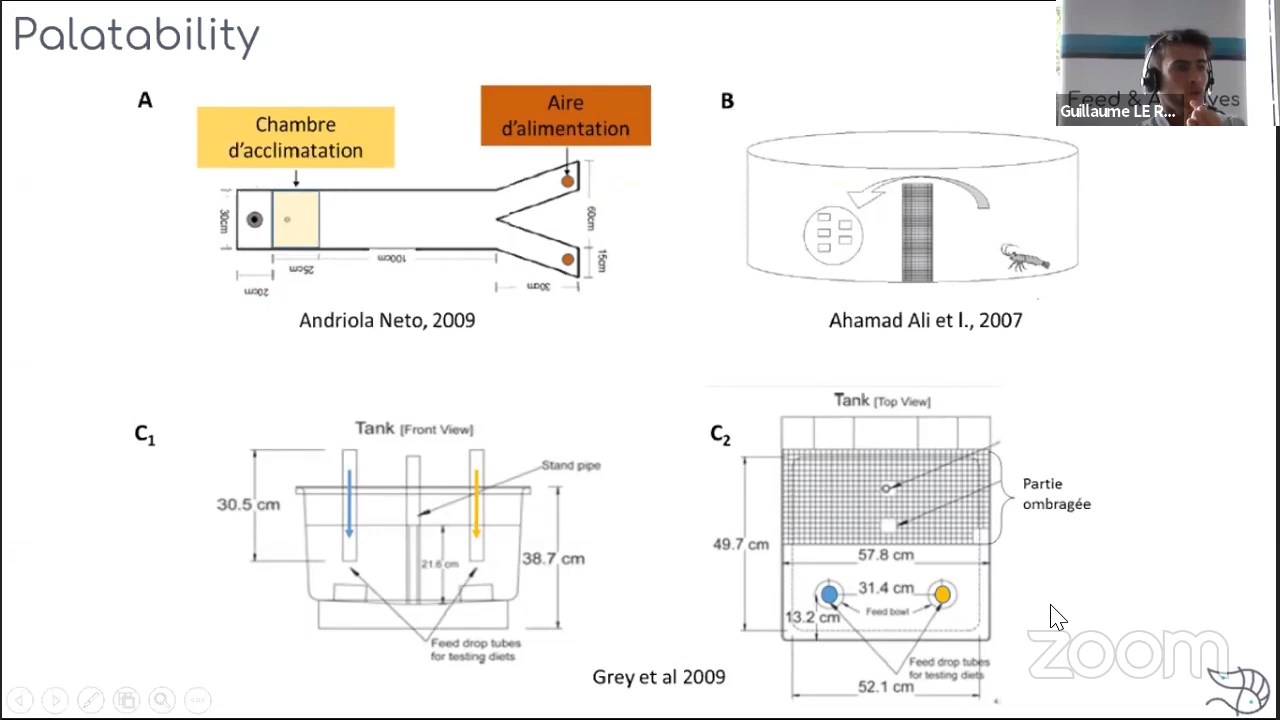 Palatability
Feed & A
lves
Guillaume LE R...
A
Chambre
d'acclimatation
Aire
d'alimentation
30cm
25cm
100cm
20cm
60cm
15cm
30cm
Andriola Neto, 2009
B
Ahamad Ali et l., 2007
C1
Tank [Front View]
Stand pipe
30.5 cm
21.6 cm
38.7 cm
Feed drop tubes
for testing diets
Grey et al 2009
C2
Tank [Top View]
Partie
ombragée
49.7 cm
57.8 cm
31.4 cm
Feed bowl
13.2 cm
Feed drop tubes
for testing diets
52.1 cm
zoom